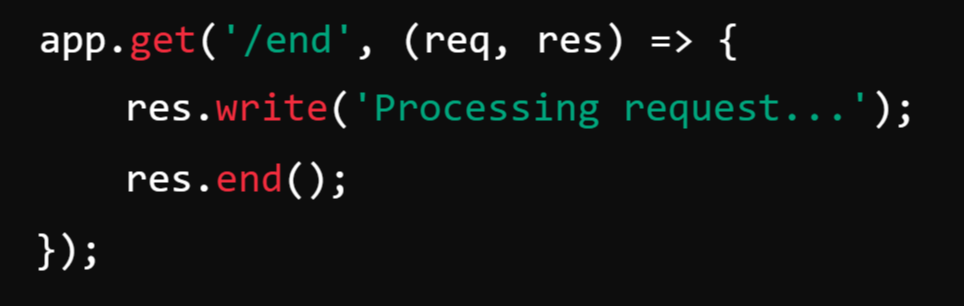 app.get('/end', (req, res) => {
    res.write('Processing request...');
    res.end();
});